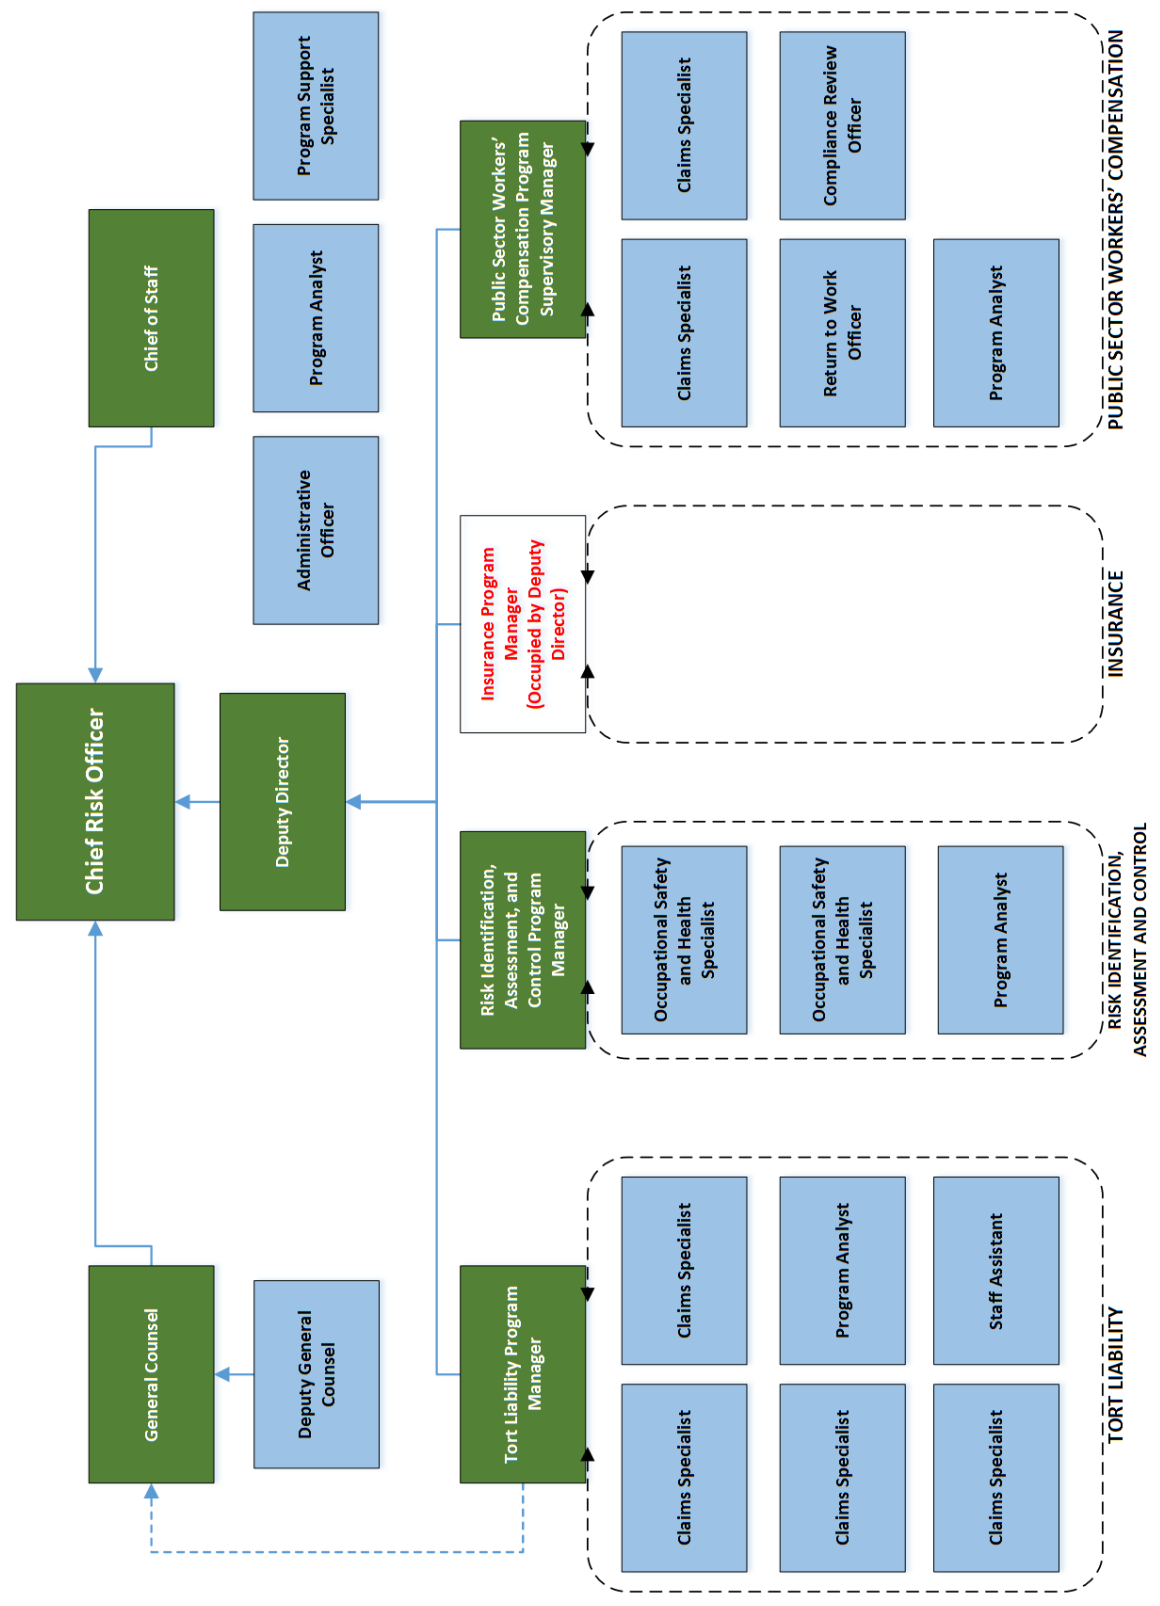 Chief Risk Officer
General Counsel
Chief of Staff
Deputy General
Counsel
Deputy Director
Administrative
Officer
Program Analyst
Program Support
Specialist
Tort Liability Program
Manager
Risk Identification,
Assessment, and
Control Program
Manager
Insurance Program
Manager
(Occupied by Deputy
Director)
Public Sector Workers’
Compensation Program
Supervisory Manager
Claims Specialist
Claims Specialist
Claims Specialist
Program Analyst
Claims Specialist
Staff Assistant
TORT LIABILITY
Occupational Safety
and Health
Specialist
Occupational Safety
and Health
Specialist
Program Analyst
RISK IDENTIFICATION,
ASSESSMENT AND CONTROL
INSURANCE
Claims Specialist
Claims Specialist
Return to Work
Officer
Compliance Review
Officer
Program Analyst
PUBLIC SECTOR WORKERS’ COMPENSATION